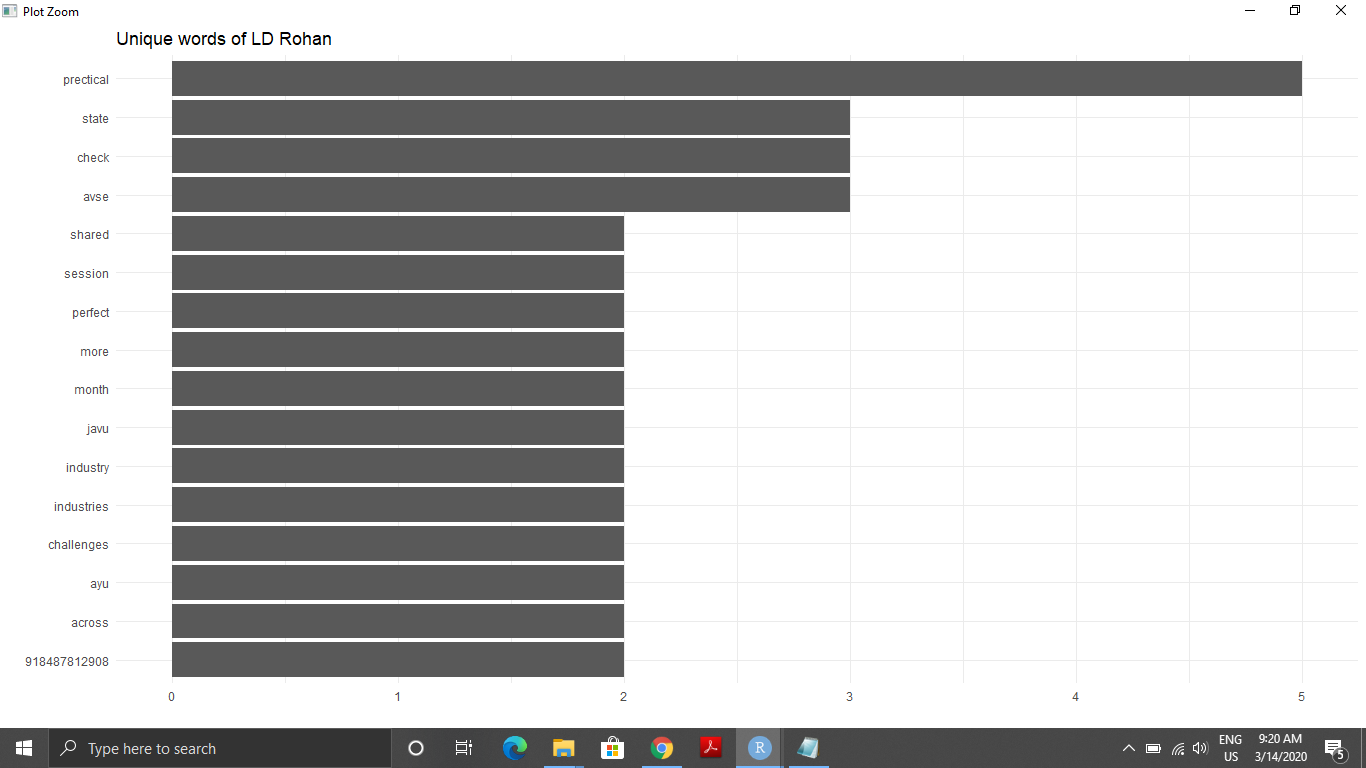 Plot Zoom
Unique words of LD Rohan
prectical
state
check
avse
shared
session
perfect
more
month
javu
industry
industries
challenges
ayu
across
918487812908
0 1 2 3 4 5
Type here to search
R
ENG 9:20 AM
US 3/14/2020 5